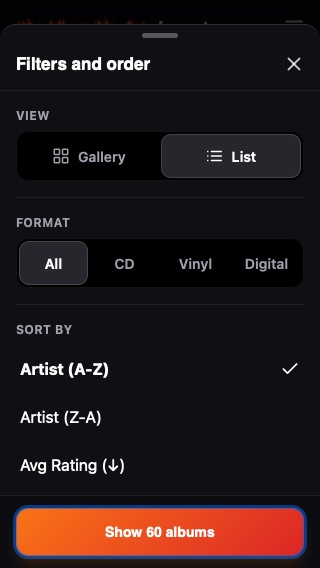 Filters and order
VIEW
Gallery List
FORMAT
All CD Vinyl Digital
SORT BY
Artist (A-Z)
Artist (Z-A)
Avg Rating (↓)
Show 60 albums